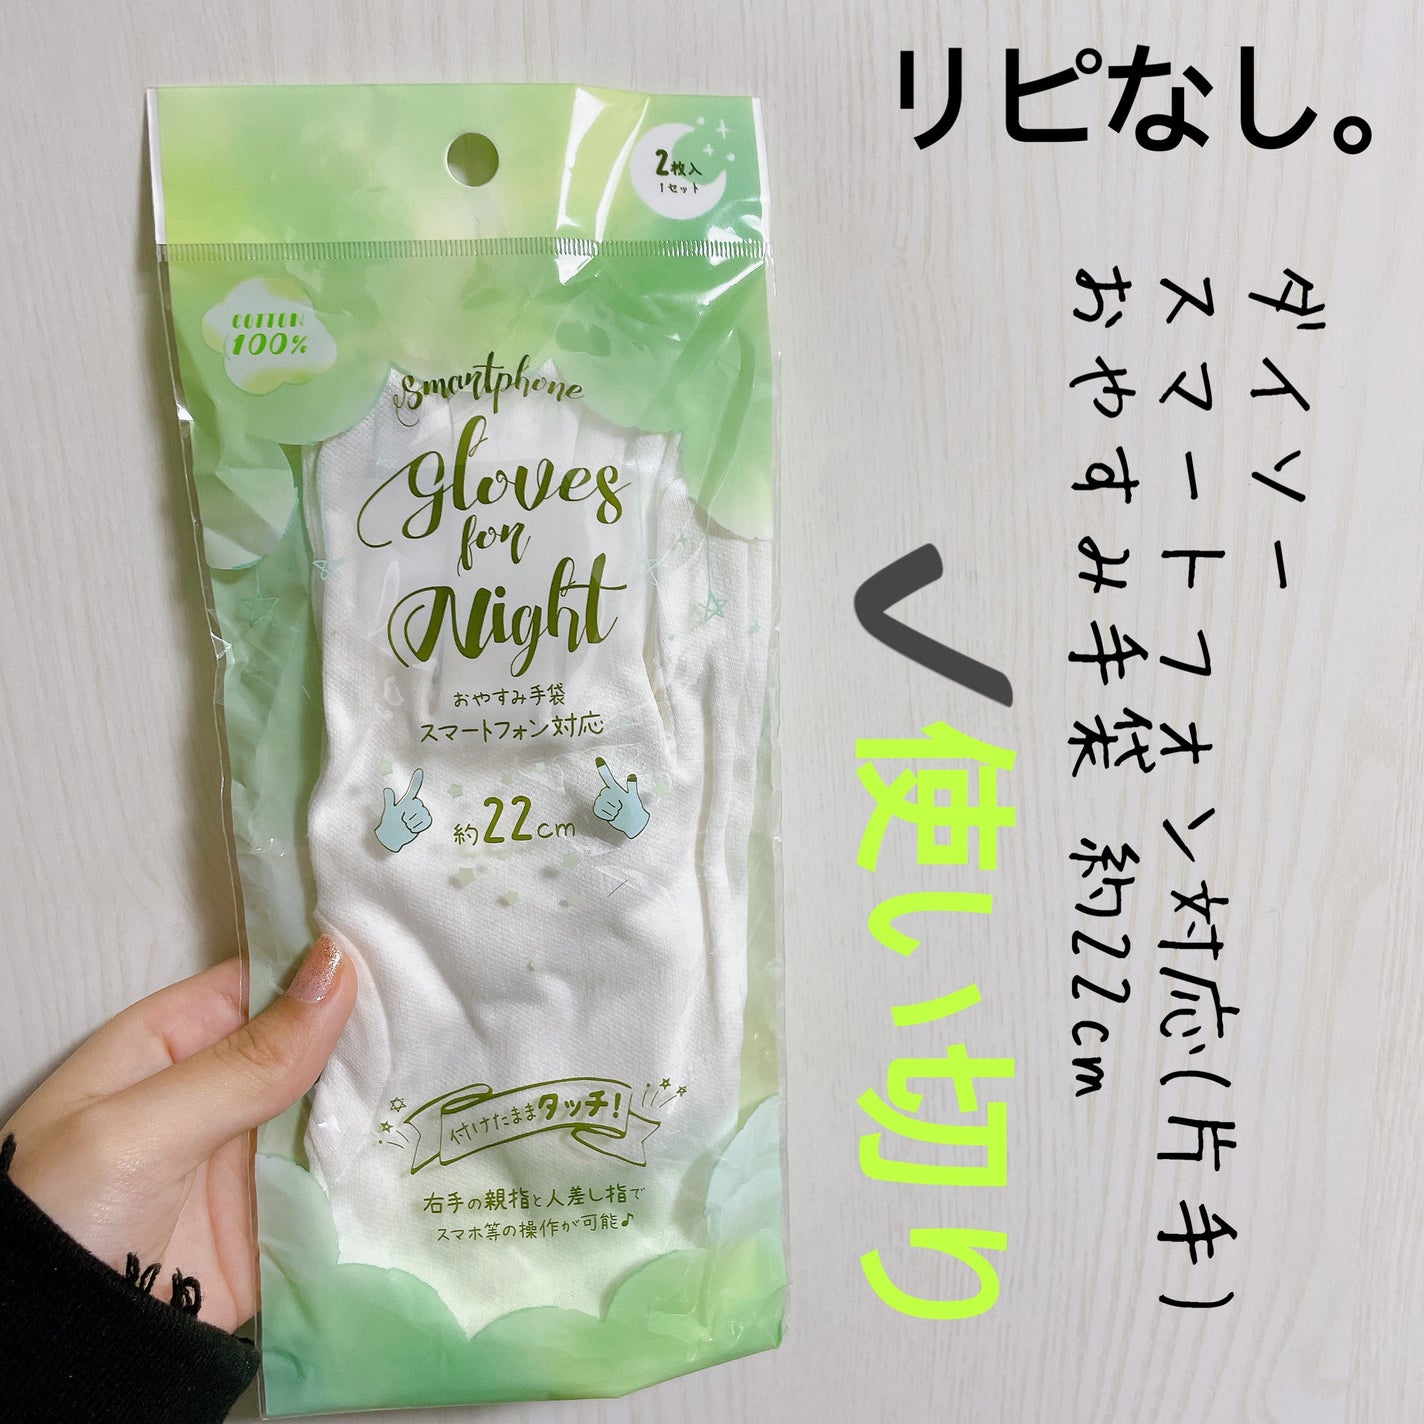 リピなし。
ダイソー
スマートフォン対応(片手)
おやすみ手袋 約22cm
使い切り
2枚入
1セット
COTTON
100%
Smartphone
Gloves
for
Night
おやすみ手袋
スマートフォン対応
約22cm
付けたままタッチ!
右手の親指と人差し指で
スマホ等の操作が可能♪